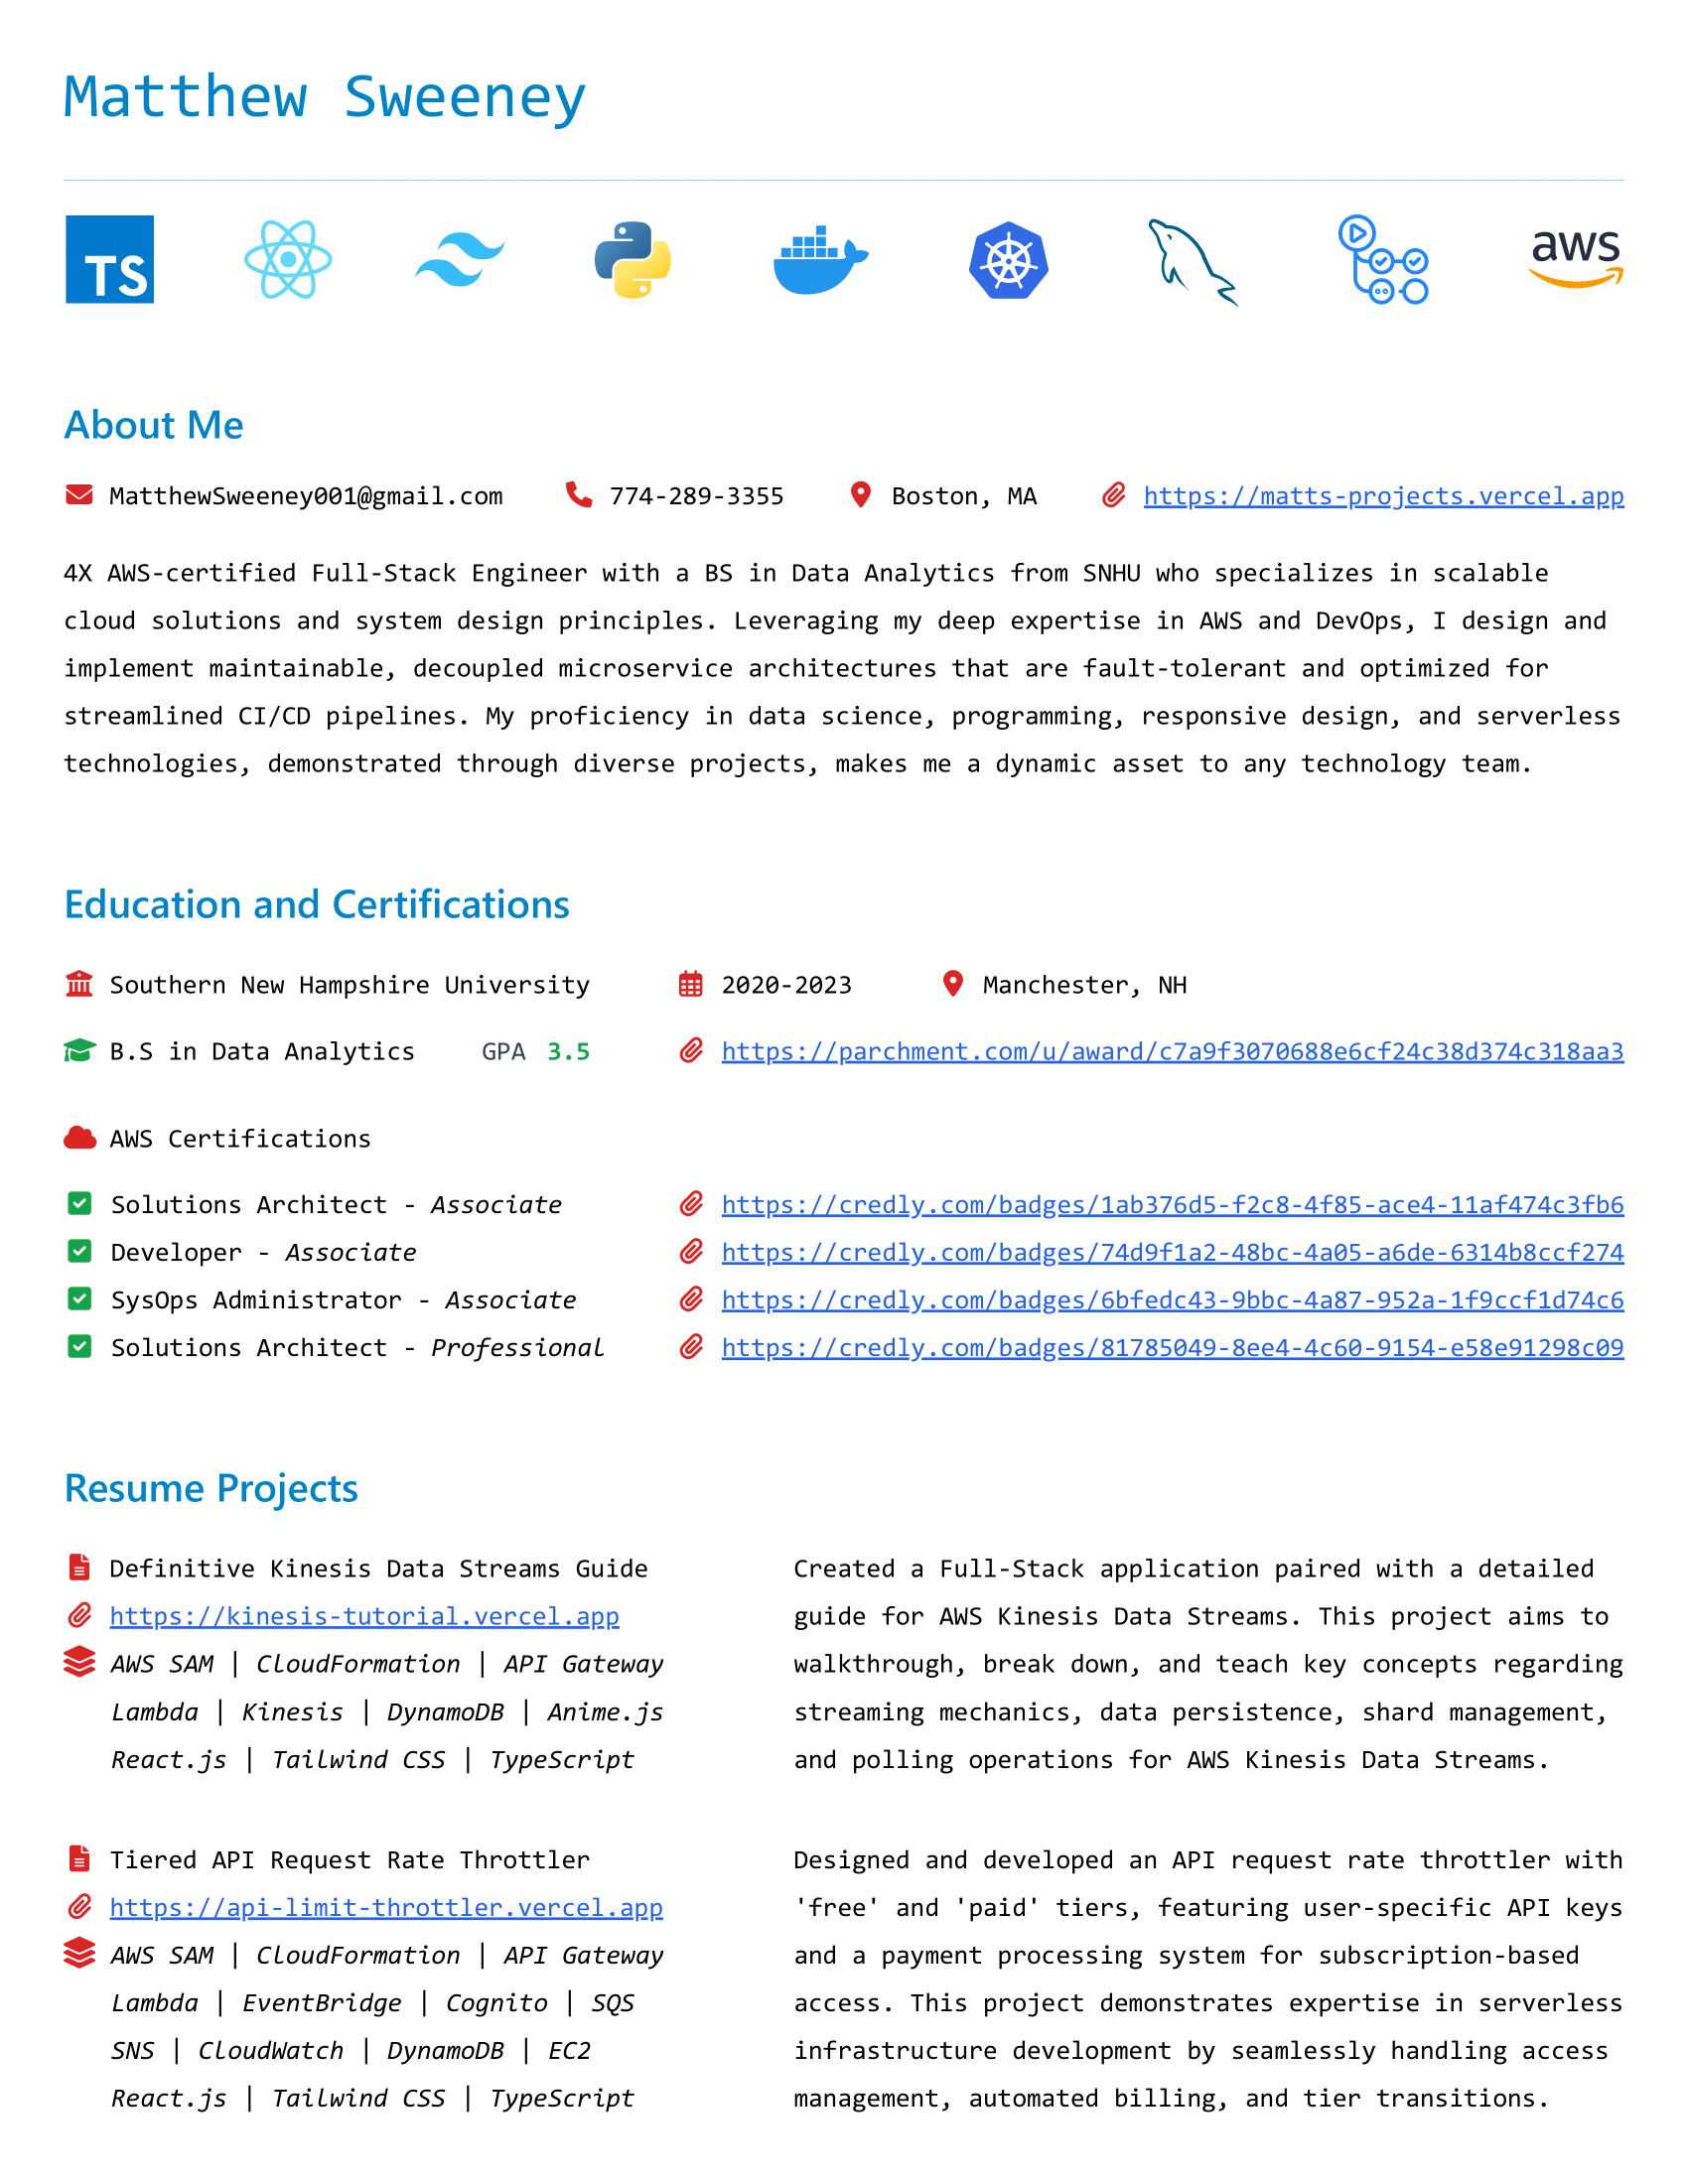 Matthew Sweeney
TS
aws
About Me
MatthewSweeney001@gmail.com 774-289-3355 Boston, MA https://matts-projects.vercel.app
4X AWS-certified Full-Stack Engineer with a BS in Data Analytics from SNHU who specializes in scalable
cloud solutions and system design principles. Leveraging my deep expertise in AWS and DevOps, I design and
implement maintainable, decoupled microservice architectures that are fault-tolerant and optimized for
streamlined CI/CD pipelines. My proficiency in data science, programming, responsive design, and serverless
technologies, demonstrated through diverse projects, makes me a dynamic asset to any technology team.
Education and Certifications
Southern New Hampshire University 2020-2023 Manchester, NH
B.S in Data Analytics GPA 3.5 https://parchment.com/u/award/c7a9f3070688e6cf24c38d374c318aa3
AWS Certifications
Solutions Architect - Associate https://credly.com/badges/1ab376d5-f2c8-4f85-ace4-11af474c3fb6
Developer - Associate https://credly.com/badges/74d9f1a2-48bc-4a05-a6de-6314b8ccf274
SysOps Administrator - Associate https://credly.com/badges/6bfedc43-9bbc-4a87-952a-1f9ccf1d74c6
Solutions Architect - Professional https://credly.com/badges/81785049-8ee4-4c60-9154-e58e91298c09
Resume Projects
Definitive Kinesis Data Streams Guide
https://kinesis-tutorial.vercel.app
AWS SAM | CloudFormation | API Gateway
Lambda | Kinesis | DynamoDB | Anime.js
React.js | Tailwind CSS | TypeScript
Created a Full-Stack application paired with a detailed
guide for AWS Kinesis Data Streams. This project aims to
walkthrough, break down, and teach key concepts regarding
streaming mechanics, data persistence, shard management,
and polling operations for AWS Kinesis Data Streams.
Tiered API Request Rate Throttler
https://api-limit-throttler.vercel.app
AWS SAM | CloudFormation | API Gateway
Lambda | EventBridge | Cognito | SQS
SNS | CloudWatch | DynamoDB | EC2
React.js | Tailwind CSS | TypeScript
Designed and developed an API request rate throttler with
'free' and 'paid' tiers, featuring user-specific API keys
and a payment processing system for subscription-based
access. This project demonstrates expertise in serverless
infrastructure development by seamlessly handling access
management, automated billing, and tier transitions.